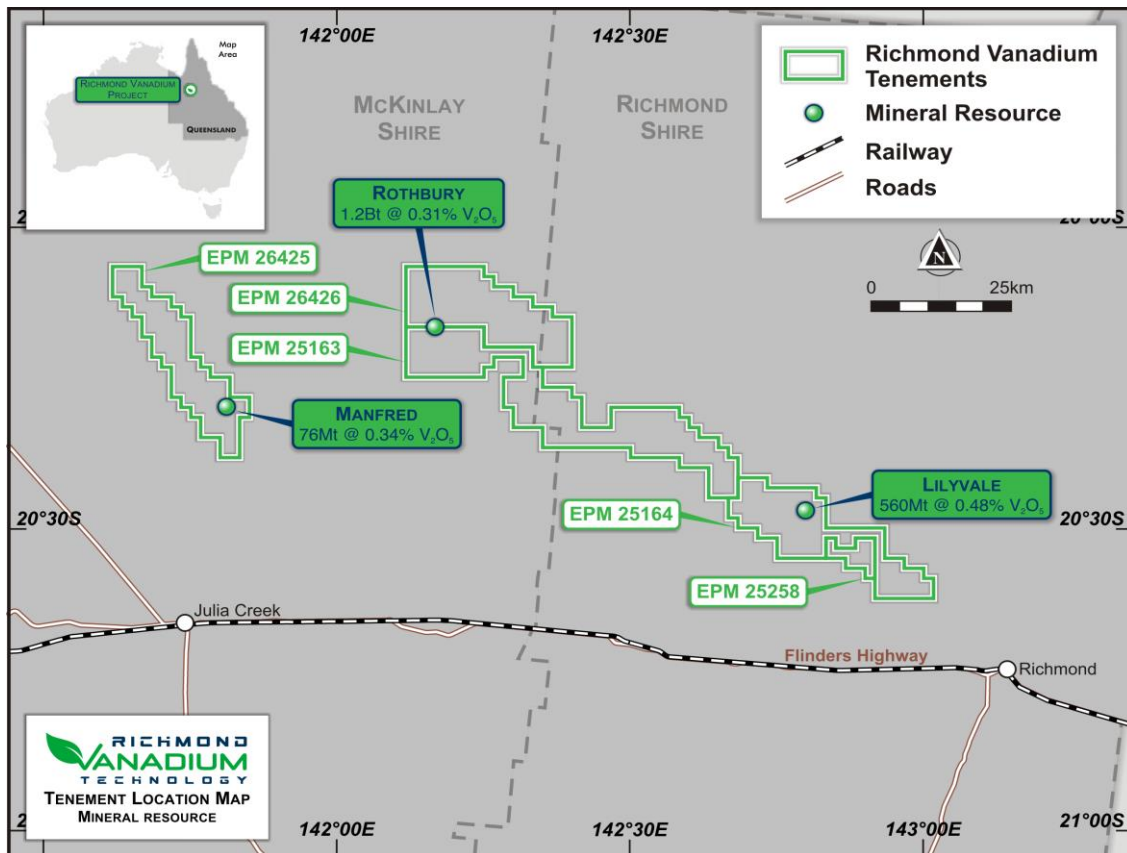 142°00E
142°30E
Map
Area
RICHMOND VANADIUM
PROJECT
QUEENSLAND
MCKINLAY
SHIRE
RICHMOND
SHIRE
Richmond Vanadium
Tenements
Mineral Resource
Railway
Roads
20°00S
ROTHBURY
1.2Bt @ 0.31% V₂O₅
EPM 26425
EPM 26426
EPM 25163
N
0
25km
MANFRED
76Mt @ 0.34% V₂O₅
LILYVALE
560Mt @ 0.48% V₂O₅
20°30S
EPM 25164
20°30S
EPM 25258
Julia Creek
Flinders Highway
Richmond
RICHMOND
VANADIUM
TECHNOLOGY
TENEMENT LOCATION MAP
MINERAL RESOURCE
142°00E
142°30E
143°00E
21°00S